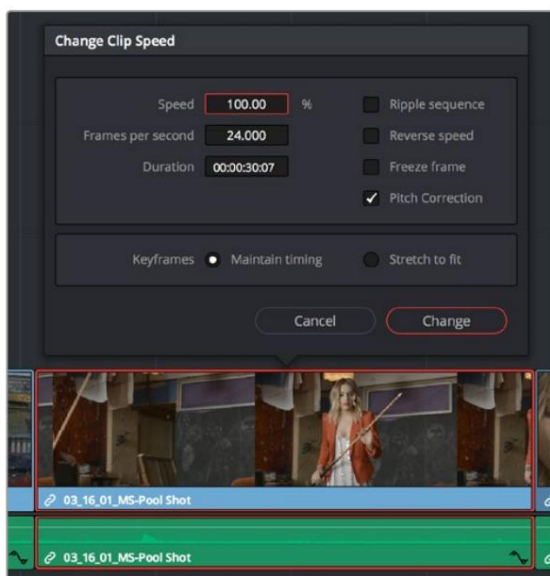 Change Clip Speed
Speed 100.00 % Ripple sequence
Frames per second 24.000 Reverse speed
Duration 00:00:30:07 Freeze frame
Pitch Correction
Keyframes Maintain timing Stretch to fit
Cancel Change
03_16_01_MS-Pool Shot
03_16_01_MS-Pool Shot